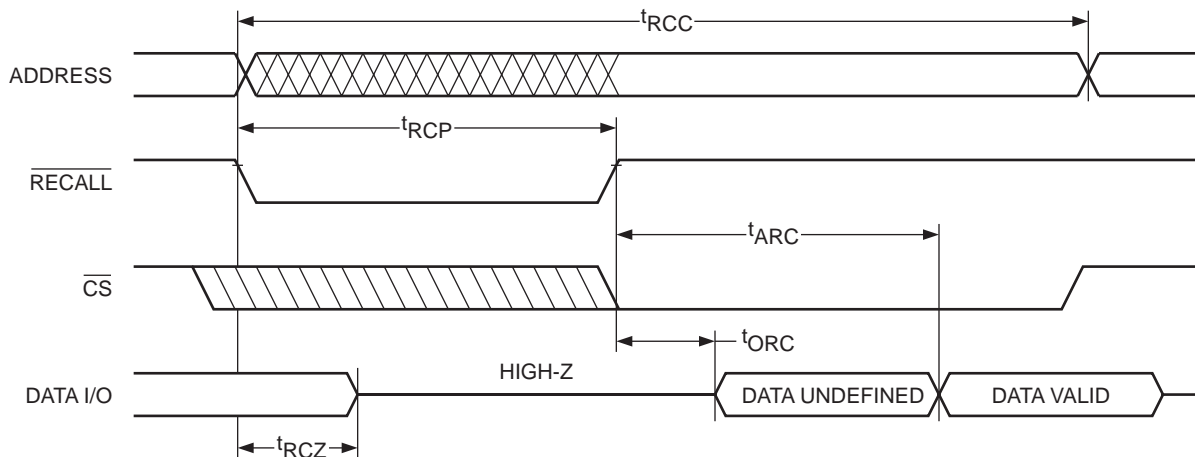 tRCC
ADDRESS
tRCP
RECALL
tARC
CS
tORC
HIGH-Z
DATA I/O
DATA UNDEFINED
DATA VALID
tRCZ